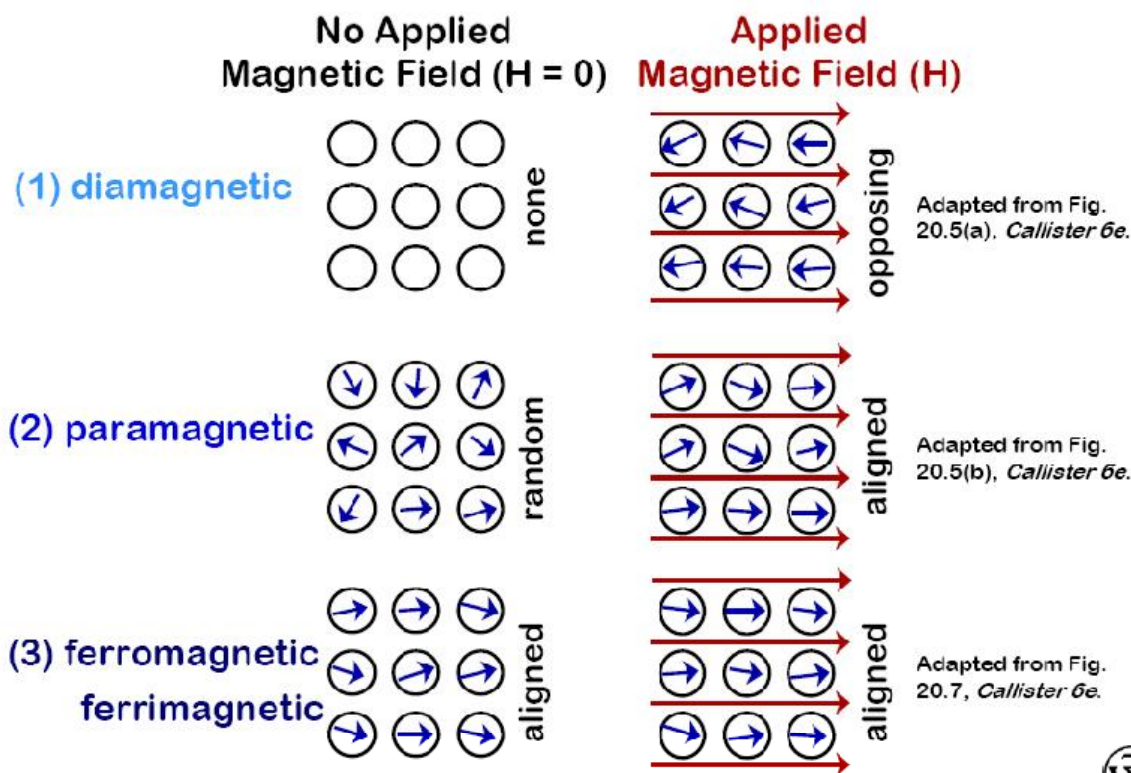 No Applied
Magnetic Field (H = 0)
Applied
Magnetic Field (H)
(1) diamagnetic
none
opposing
Adapted from Fig.
20.5(a), Callister 6e.
(2) paramagnetic
random
aligned
Adapted from Fig.
20.5(b), Callister 6e.
(3) ferromagnetic
ferrimagnetic
aligned
aligned
Adapted from Fig.
20.7, Callister 6e.